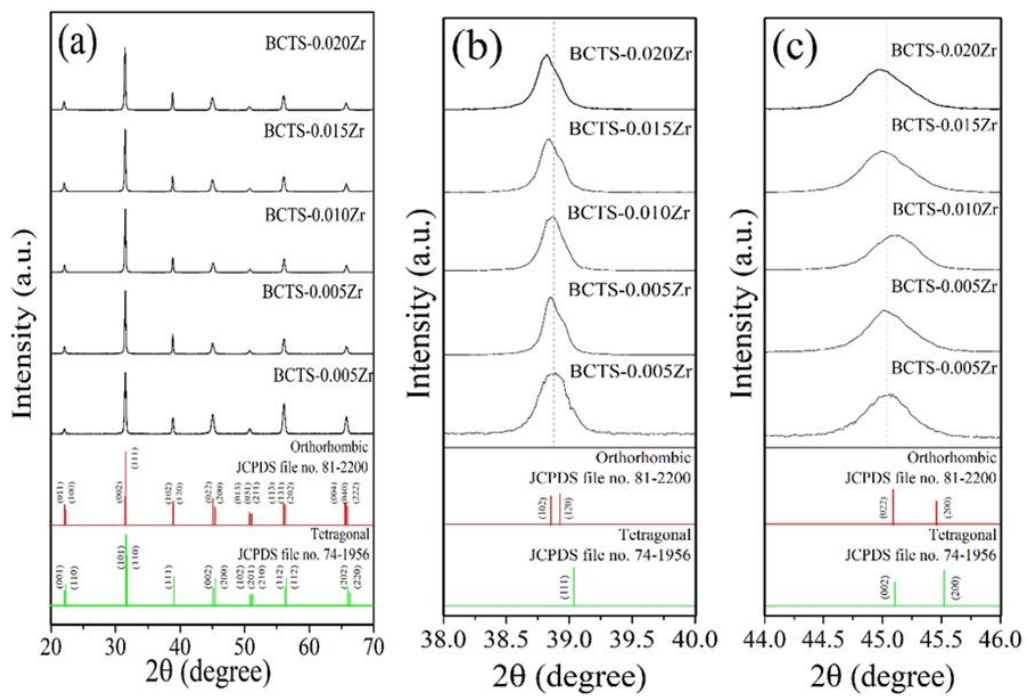 (a)
BCTS-0.020Zr
BCTS-0.015Zr
BCTS-0.010Zr
BCTS-0.005Zr
BCTS-0.005Zr
Orthorhombic
JCPDS file no. 81-2200
(011)
(100)
(002)
(111)
(102)
(120)
(022)
(200)
(013)
(031)
(211)
(113)
(131)
(202)
(004)
(040)
(222)
Tetragonal
JCPDS file no. 74-1956
(001)
(110)
(101)
(110)
(111)
(002)
(200)
(102)
(201)
(210)
(112)
(112)
(202)
(220)
Intensity (a.u.)
20 30 40 50 60 70
2θ (degree)
(b)
BCTS-0.020Zr
BCTS-0.015Zr
BCTS-0.010Zr
BCTS-0.005Zr
BCTS-0.005Zr
Orthorhombic
JCPDS file no. 81-2200
(102)
(120)
Tetragonal
JCPDS file no. 74-1956
(111)
Intensity (a.u.)
38.0 38.5 39.0 39.5 40.0
2θ (degree)
(c)
BCTS-0.020Zr
BCTS-0.015Zr
BCTS-0.010Zr
BCTS-0.005Zr
BCTS-0.005Zr
Orthorhombic
JCPDS file no. 81-2200
(022)
(200)
Tetragonal
JCPDS file no. 74-1956
(002)
(200)
Intensity (a.u.)
44.0 44.5 45.0 45.5 46.0
2θ (degree)